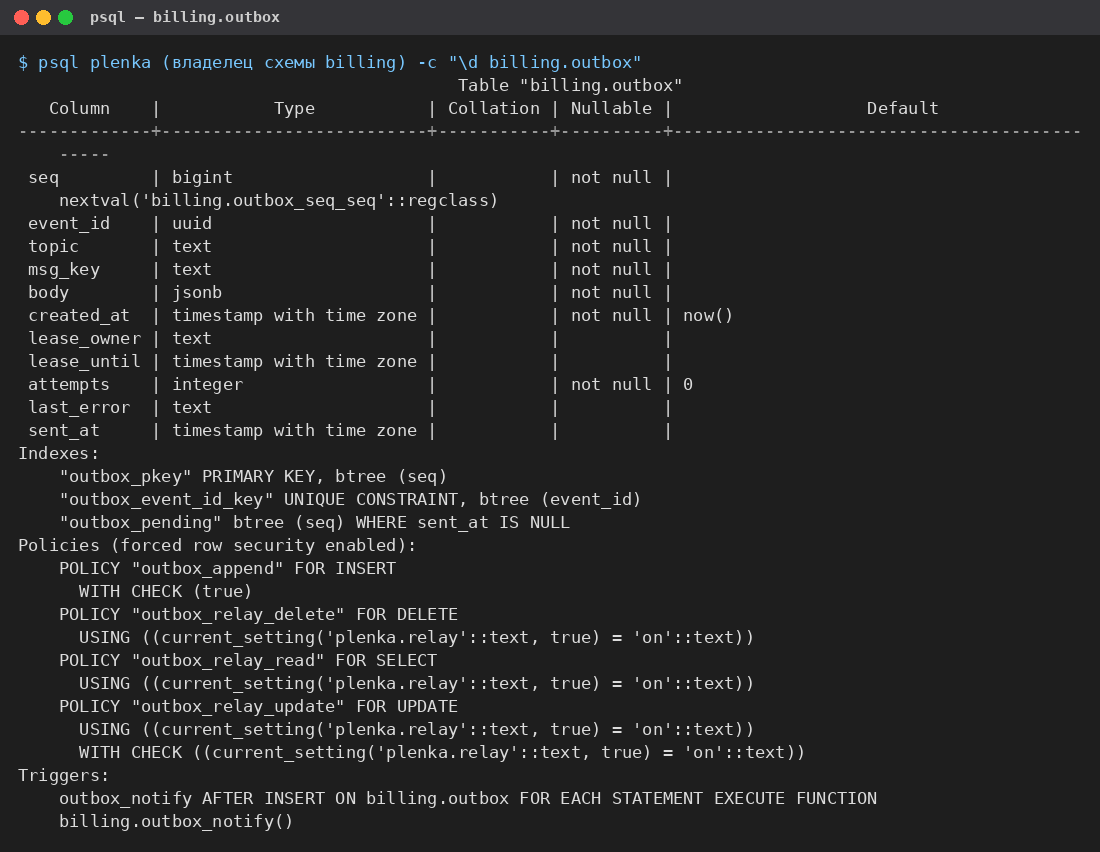 psql — billing.outbox
$ psql plenka (владелец схемы billing) -c "\d billing.outbox"
                                           Table "billing.outbox"
   Column    |           Type           | Collation | Nullable |                   Default
-------------+--------------------------+-----------+----------+----------------------------------------
    -----
 seq         | bigint                   |           | not null |
    nextval('billing.outbox_seq_seq'::regclass)
 event_id    | uuid                     |           | not null |
 topic       | text                     |           | not null |
 msg_key     | text                     |           | not null |
 body        | jsonb                    |           | not null |
 created_at  | timestamp with time zone |           | not null | now()
 lease_owner | text                     |           |          |
 lease_until | timestamp with time zone |           |          |
 attempts    | integer                  |           | not null | 0
 last_error  | text                     |           |          |
 sent_at     | timestamp with time zone |           |          |
Indexes:
    "outbox_pkey" PRIMARY KEY, btree (seq)
    "outbox_event_id_key" UNIQUE CONSTRAINT, btree (event_id)
    "outbox_pending" btree (seq) WHERE sent_at IS NULL
Policies (forced row security enabled):
    POLICY "outbox_append" FOR INSERT
      WITH CHECK (true)
    POLICY "outbox_relay_delete" FOR DELETE
      USING ((current_setting('plenka.relay'::text, true) = 'on'::text))
    POLICY "outbox_relay_read" FOR SELECT
      USING ((current_setting('plenka.relay'::text, true) = 'on'::text))
    POLICY "outbox_relay_update" FOR UPDATE
      USING ((current_setting('plenka.relay'::text, true) = 'on'::text))
      WITH CHECK ((current_setting('plenka.relay'::text, true) = 'on'::text))
Triggers:
    outbox_notify AFTER INSERT ON billing.outbox FOR EACH STATEMENT EXECUTE FUNCTION
    billing.outbox_notify()